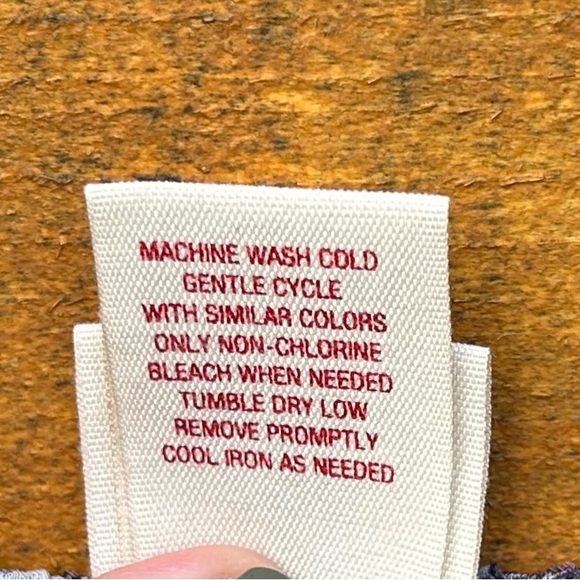 MACHINE WASH COLD
GENTLE CYCLE
WITH SIMILAR COLORS
ONLY NON-CHLORINE
BLEACH WHEN NEEDED
TUMBLE DRY LOW
REMOVE PROMPTLY
COOL IRON AS NEEDED